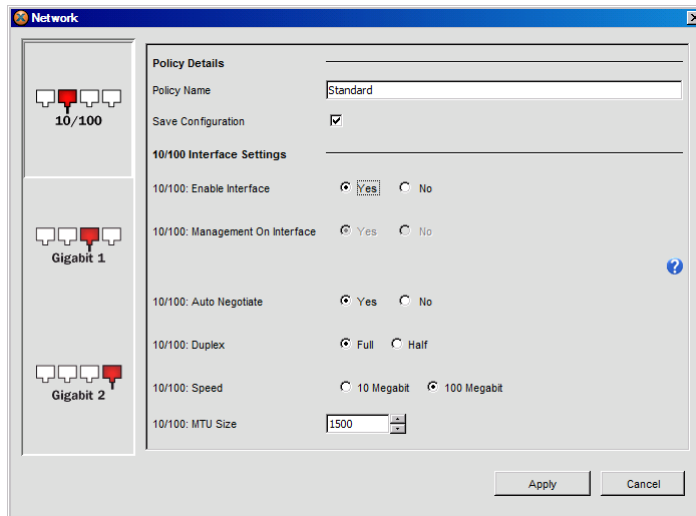 Network
10/100
Gigabit 1
Gigabit 2
Policy Details
Policy Name Standard
Save Configuration
10/100 Interface Settings
10/100: Enable Interface Yes No
10/100: Management On Interface Yes No
10/100: Auto Negotiate Yes No
10/100: Duplex Full Half
10/100: Speed 10 Megabit 100 Megabit
10/100: MTU Size 1500
Apply Cancel